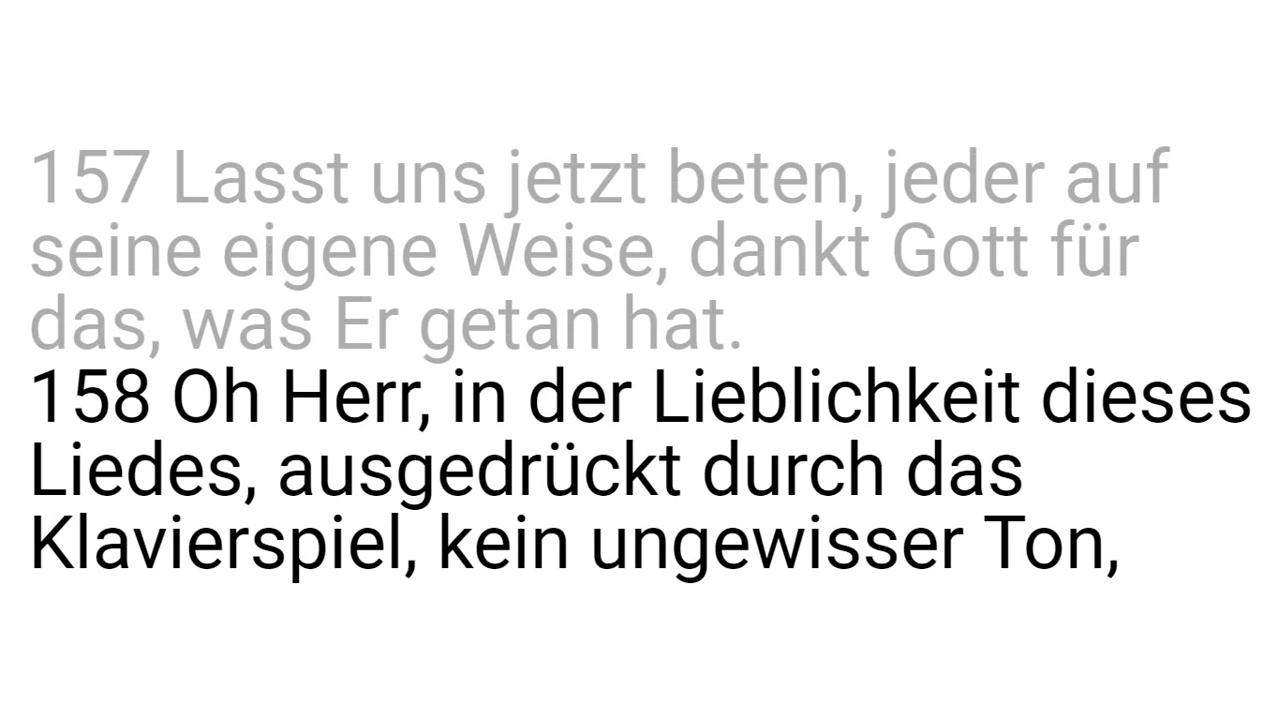 157 Lasst uns jetzt beten, jeder auf
seine eigene Weise, dankt Gott für
das, was Er getan hat.
158 Oh Herr, in der Lieblichkeit dieses
Liedes, ausgedrückt durch das
Klavierspiel, kein ungewisser Ton,